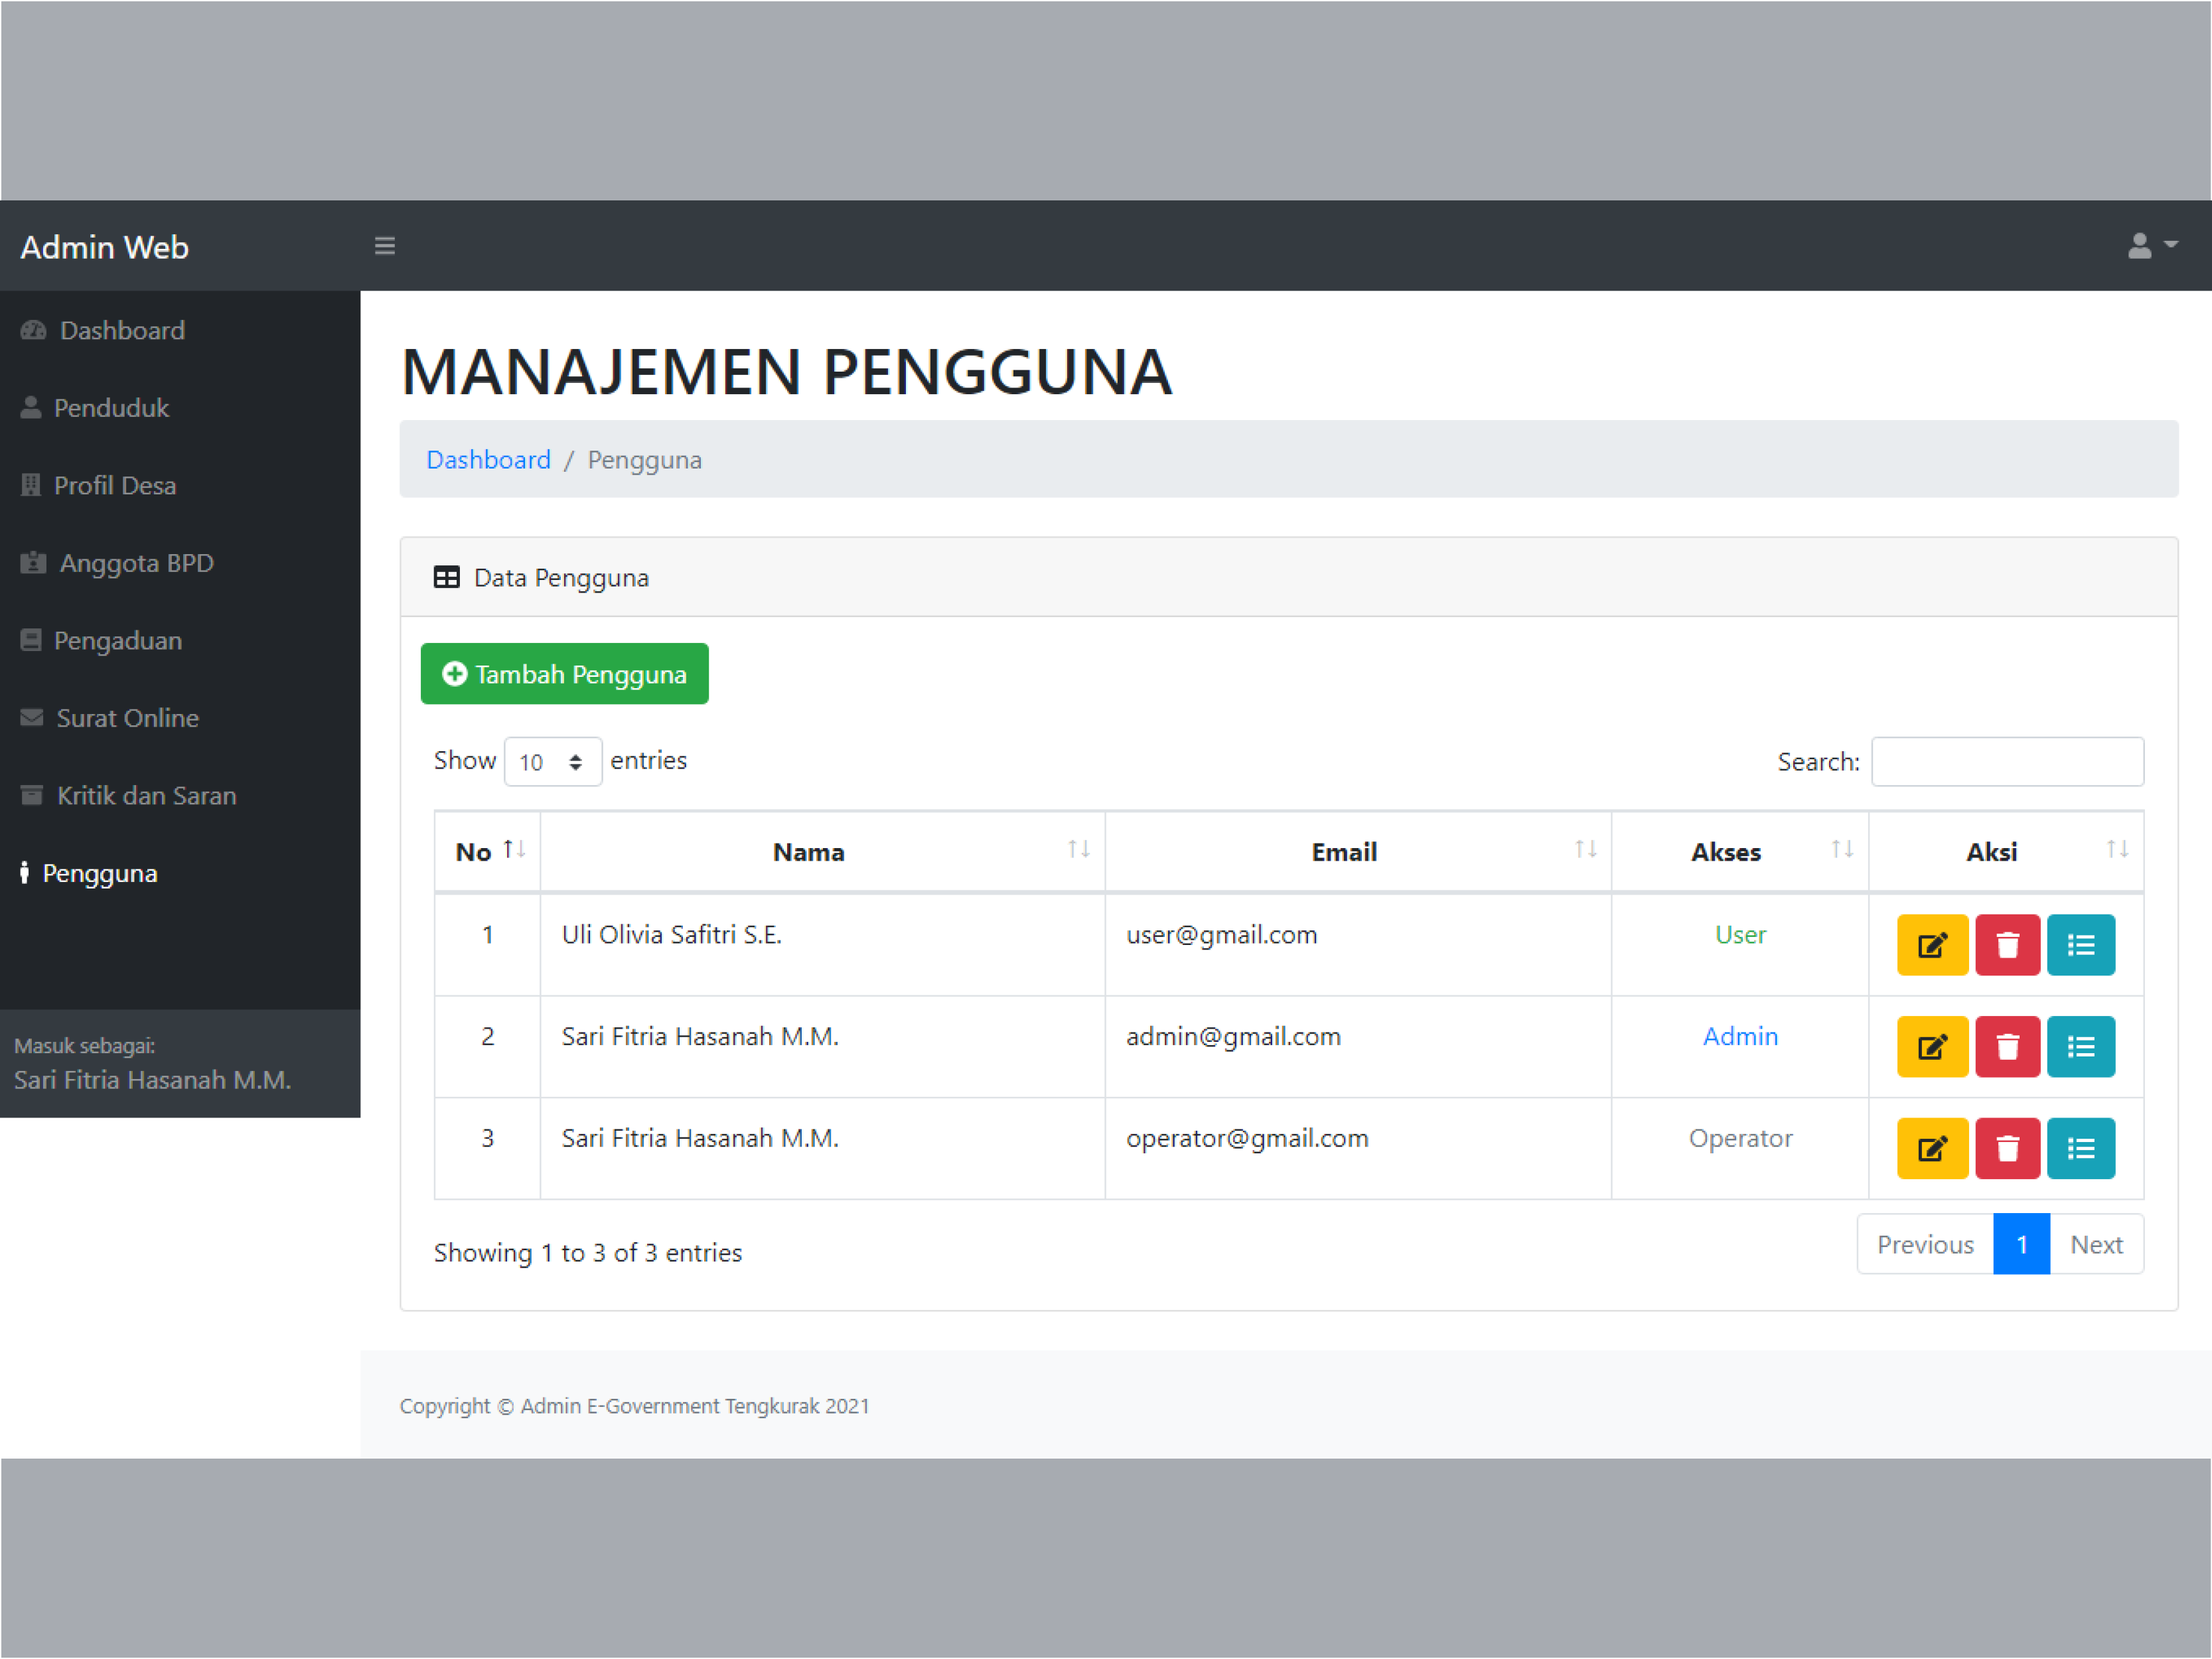 Admin Web
Dashboard
Penduduk
Profil Desa
Anggota BPD
Pengaduan
Surat Online
Kritik dan Saran
Pengguna
Masuk sebagai:
Sari Fitria Hasanah M.M.
MANAJEMEN PENGGUNA
Dashboard / Pengguna
Data Pengguna
Tambah Pengguna
Show 10 entries
Search:
No Nama Email Akses Aksi
1 Uli Olivia Safitri S.E. user@gmail.com User
2 Sari Fitria Hasanah M.M. admin@gmail.com Admin
3 Sari Fitria Hasanah M.M. operator@gmail.com Operator
Showing 1 to 3 of 3 entries
Previous 1 Next
Copyright © Admin E-Government Tengkurak 2021